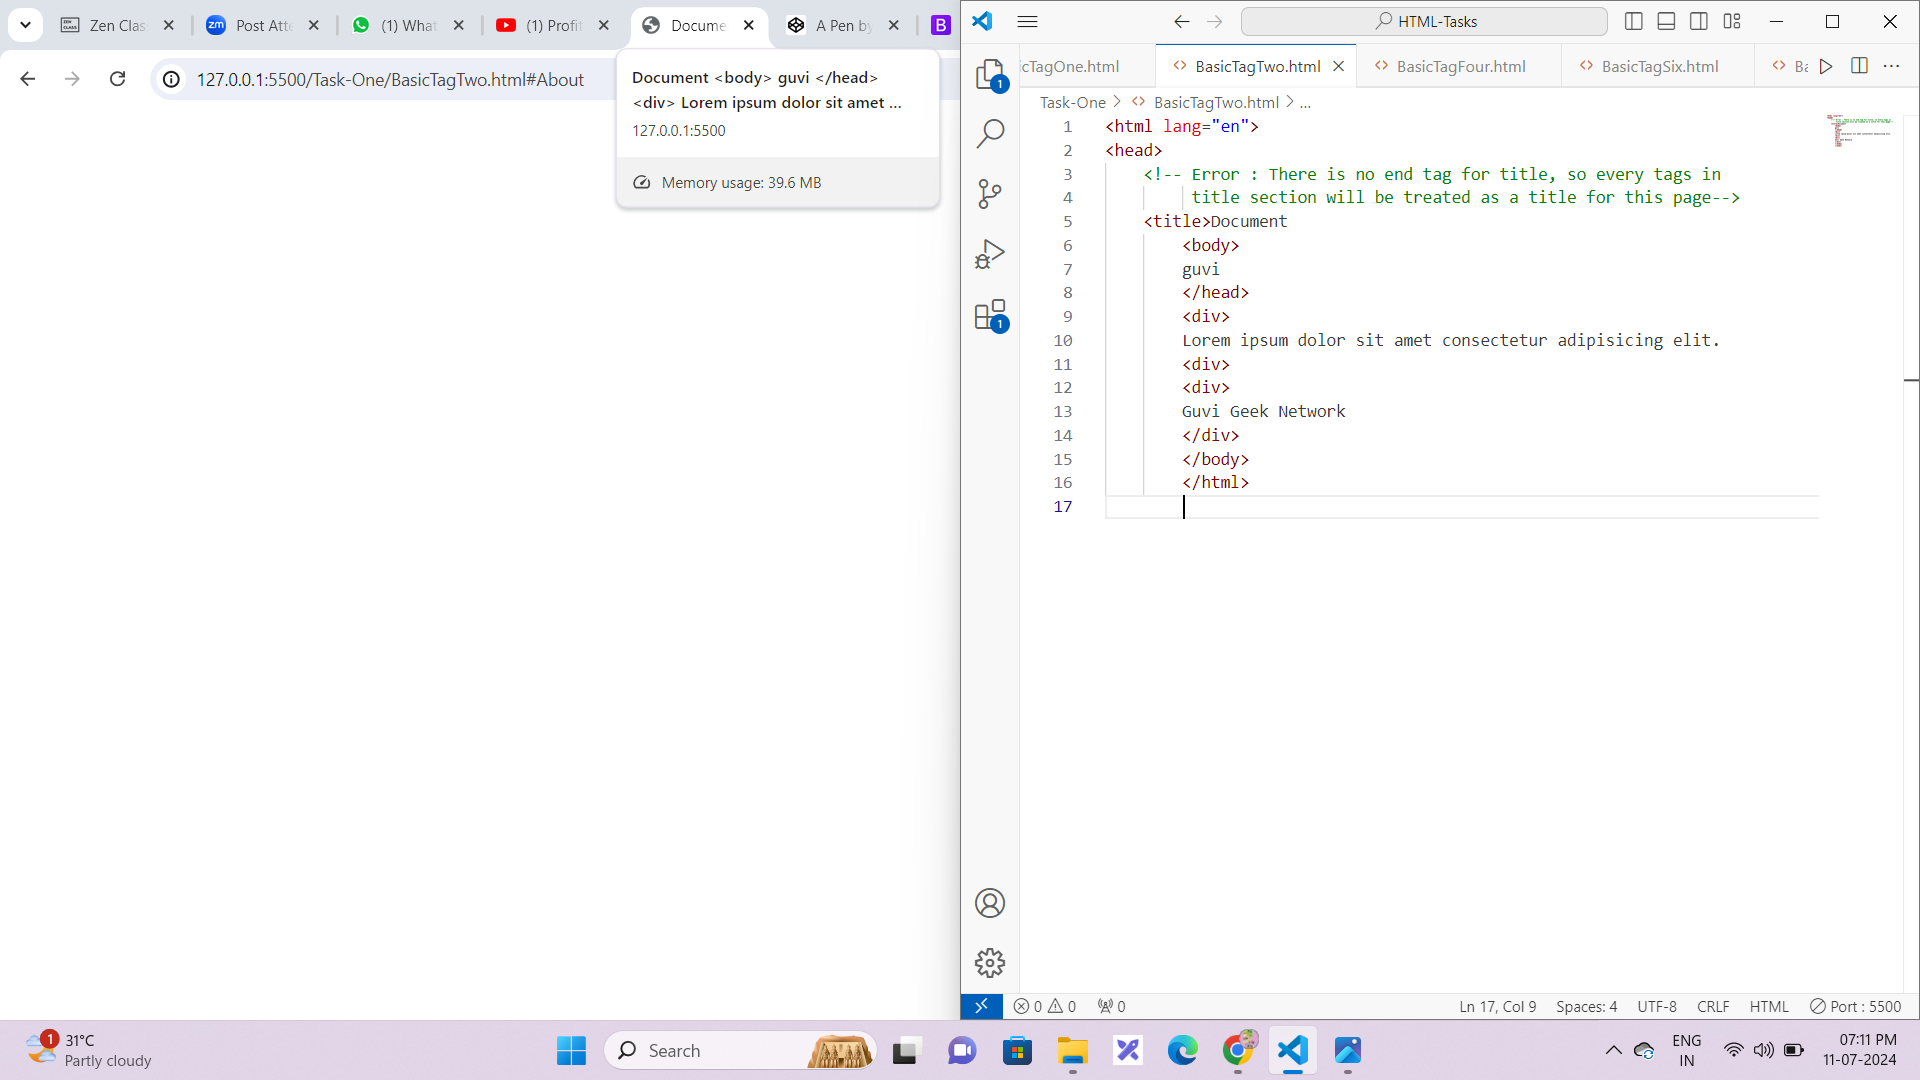 Zen Clas
zm
Post Atte
(1) What
(1) Profit
Docume
A Pen by
B
127.0.0.1:5500/Task-One/BasicTagTwo.html#About
Document <body> guvi </head>
<div> Lorem ipsum dolor sit amet ...
127.0.0.1:5500
Memory usage: 39.6 MB
HTML-Tasks
icTagOne.html
BasicTagTwo.html
BasicTagFour.html
BasicTagSix.html
Ba
Task-One > BasicTagTwo.html > ...
1 <html lang="en">
2 <head>
3 <!-- Error : There is no end tag for title, so every tags in
4 title section will be treated as a title for this page-->
5 <title>Document
6 <body>
7 guvi
8 </head>
9 <div>
10 Lorem ipsum dolor sit amet consectetur adipisicing elit.
11 <div>
12 <div>
13 Guvi Geek Network
14 </div>
15 </body>
16 </html>
17
1
1
0 0 0
Ln 17, Col 9
Spaces: 4
UTF-8
CRLF
HTML
Port : 5500
1
31°C
Partly cloudy
Search
ENG
IN
07:11 PM
11-07-2024